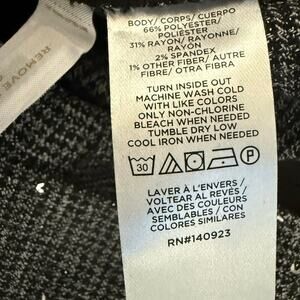 REMOVE
BODY/ CORPS/ CUERPO
66% POLYESTER/
POLIÉSTER
31% RAYON/ RAYONNE/
RAYÓN
2% SPANDEX
1% OTHER FIBER/ AUTRE
FIBRE/ OTRA FIBRA
TURN INSIDE OUT
MACHINE WASH COLD
WITH LIKE COLORS
ONLY NON-CHLORINE
BLEACH WHEN NEEDED
TUMBLE DRY LOW
COOL IRON WHEN NEEDED
30
P
LAVER À L'ENVERS /
VOLTEAR AL REVÉS /
AVEC DES COULEURS
SEMBLABLES / CON
COLORES SIMILARES
RN#140923